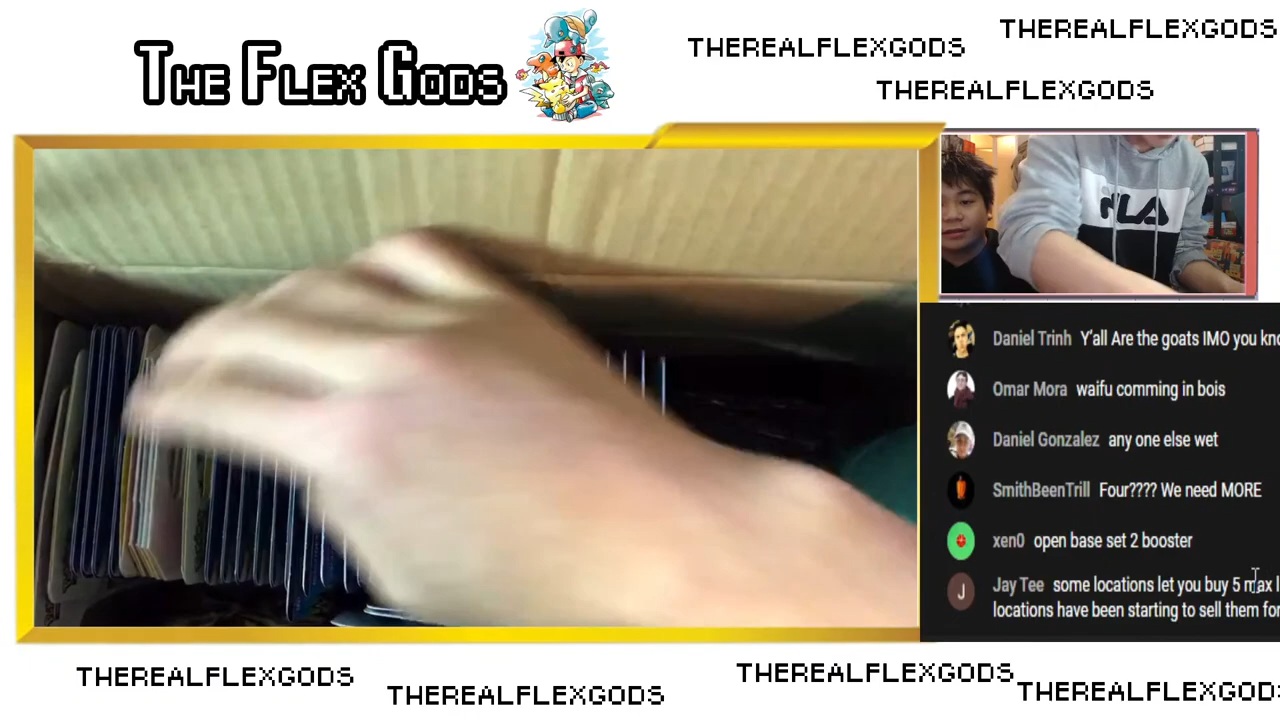 THE FLEX GODS
THEREALFLEXGODS
THEREALFLEXGODS
THEREALFLEXGODS
FILA
Daniel Trinh Y'all Are the goats IMO you
Omar Mora waifu comming in bois
Daniel Gonzalez any one else wet
SmithBeenTrill Four???? We need MORE
xen0 open base set 2 booster
J
Jay Tee some locations let you buy 5 max
locations have been starting to sell them for
THEREALFLEXGODS
THEREALFLEXGODS
THEREALFLEXGODS